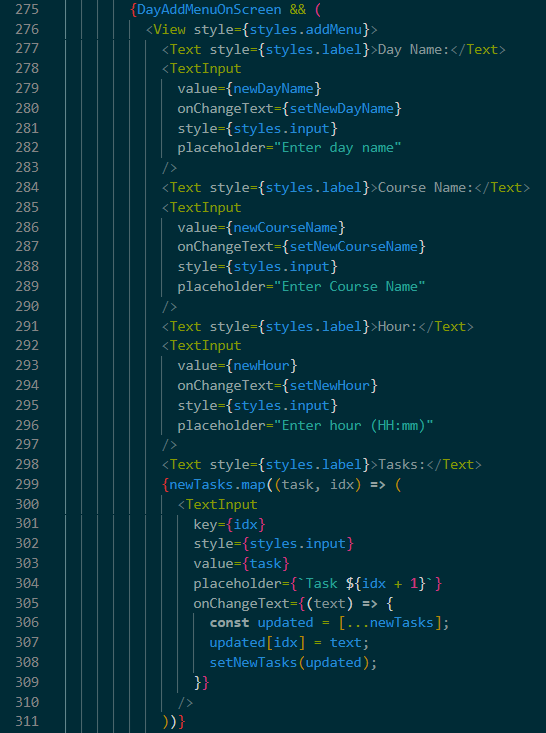 275 {DayAddMenuOnScreen && (
276 <View style={styles.addMenu}>
277 <Text style={styles.label}>Day Name:</Text>
278 <TextInput
279 value={newDayName}
280 onChangeText={setNewDayName}
281 style={styles.input}
282 placeholder="Enter day name"
283 />
284 <Text style={styles.label}>Course Name:</Text>
285 <TextInput
286 value={newCourseName}
287 onChangeText={setNewCourseName}
288 style={styles.input}
289 placeholder="Enter Course Name"
290 />
291 <Text style={styles.label}>Hour:</Text>
292 <TextInput
293 value={newHour}
294 onChangeText={setNewHour}
295 style={styles.input}
296 placeholder="Enter hour (HH:mm)"
297 />
298 <Text style={styles.label}>Tasks:</Text>
299 {newTasks.map((task, idx) => (
300 <TextInput
301 key={idx}
302 style={styles.input}
303 value={task}
304 placeholder={`Task ${idx + 1}`}
305 onChangeText={(text) => {
306 const updated = [...newTasks];
307 updated[idx] = text;
308 setNewTasks(updated);
309 }}
310 />
311 ))}